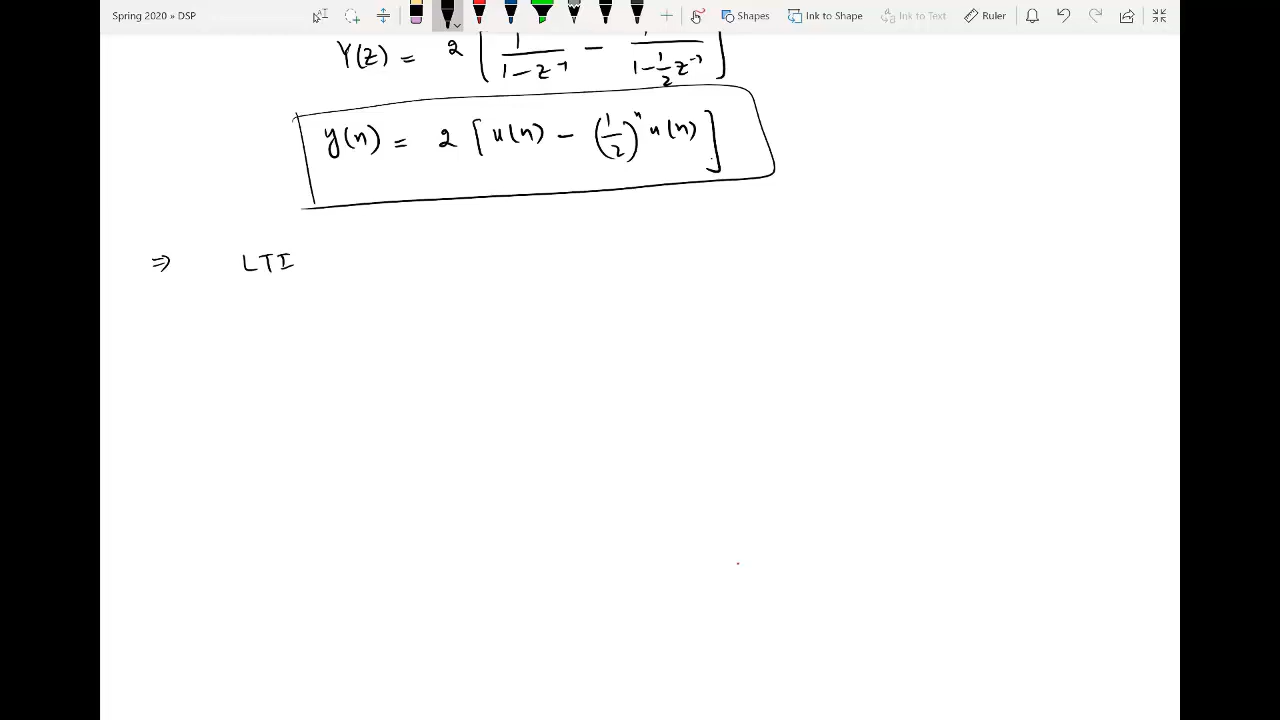 Spring 2020 » DSP Shapes Ink to Shape Ink to Text Ruler
Y(z) = 2 [ 1/(1-z⁻¹) - 1/(1-½z⁻¹) ]
y(n) = 2 [ u(n) - (1/2)ⁿ u(n) ]
⇒ LTI